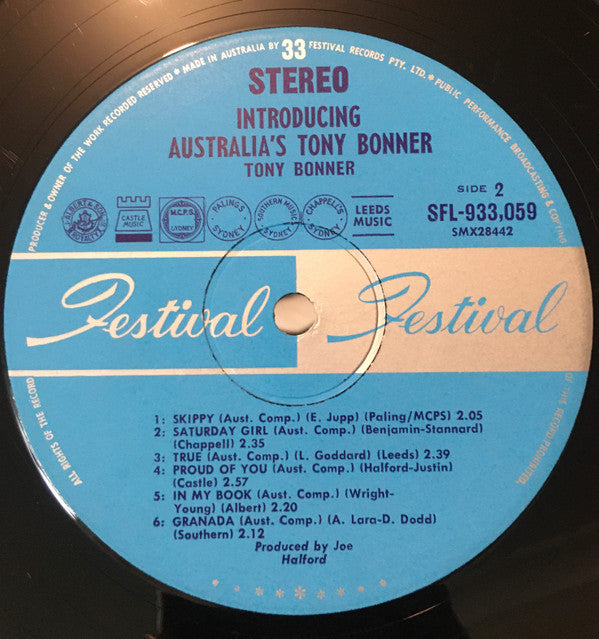 PRODUCER & OWNER OF THE WORK RECORDED RESERVED * MADE IN AUSTRALIA BY 33 FESTIVAL RECORDS PTY. LTD. * PUBLIC PERFORMANCE BROADCASTING & COPYING
STEREO
INTRODUCING
AUSTRALIA'S TONY BONNER
TONY BONNER
SIDE 2
SFL-933,059
SMX28442
J. ALBERT & SON
ROYALTY
CASTLE
MUSIC
M.C.P.S.
SYDNEY
PALINGS
SYDNEY
SOUTHERN MUSIC
SYDNEY
CHAPPELL'S
SYDNEY
LEEDS
MUSIC
Festival Festival
1: SKIPPY (Aust. Comp.) (E. Jupp) (Paling/MCPS) 2.05
2: SATURDAY GIRL (Aust. Comp.) (Benjamin-Stannard)
(Chappell) 2.35
3: TRUE (Aust. Comp.) (L. Goddard) (Leeds) 2.39
4: PROUD OF YOU (Aust. Comp.) (Halford-Justin)
(Castle) 2.57
5: IN MY BOOK (Aust. Comp.) (Wright-
Young) (Albert) 2.20
6: GRANADA (Aust. Comp.) (A. Lara-D. Dodd)
(Southern) 2.12
Produced by Joe
Halford
ALL RIGHTS OF THE RECORD
OF THIS RECORD PROHIBITED.